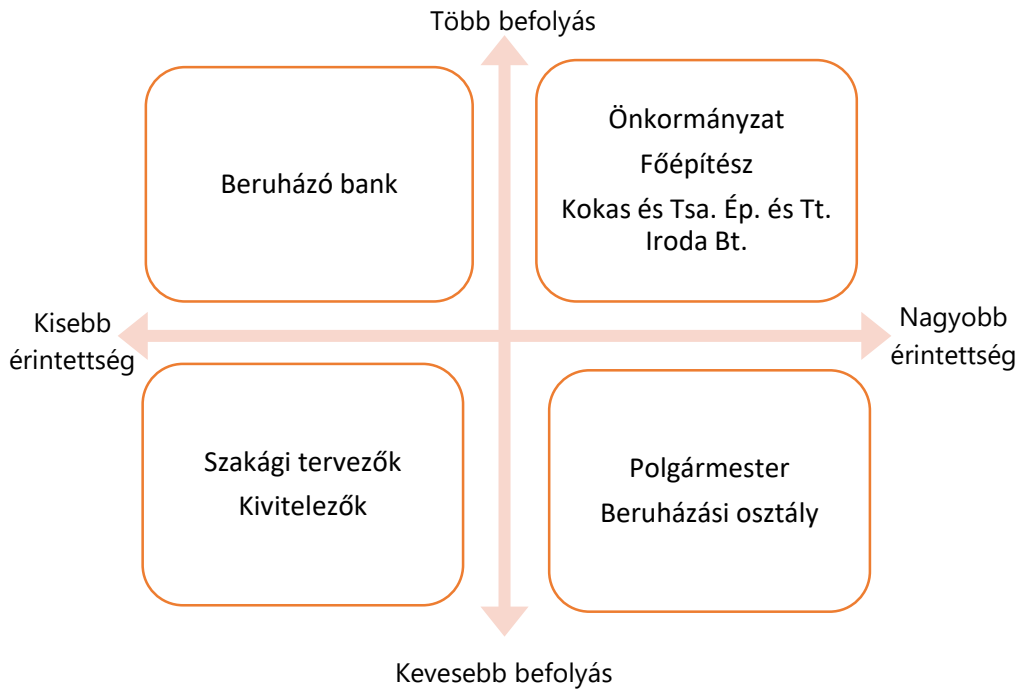 Több befolyás
Beruházó bank
Önkormányzat
Főépítész
Kokas és Tsa. Ép. és Tt.
Iroda Bt.
Kisebb
érintettség
Nagyobb
érintettség
Szakági tervezők
Kivitelezők
Polgármester
Beruházási osztály
Kevesebb befolyás